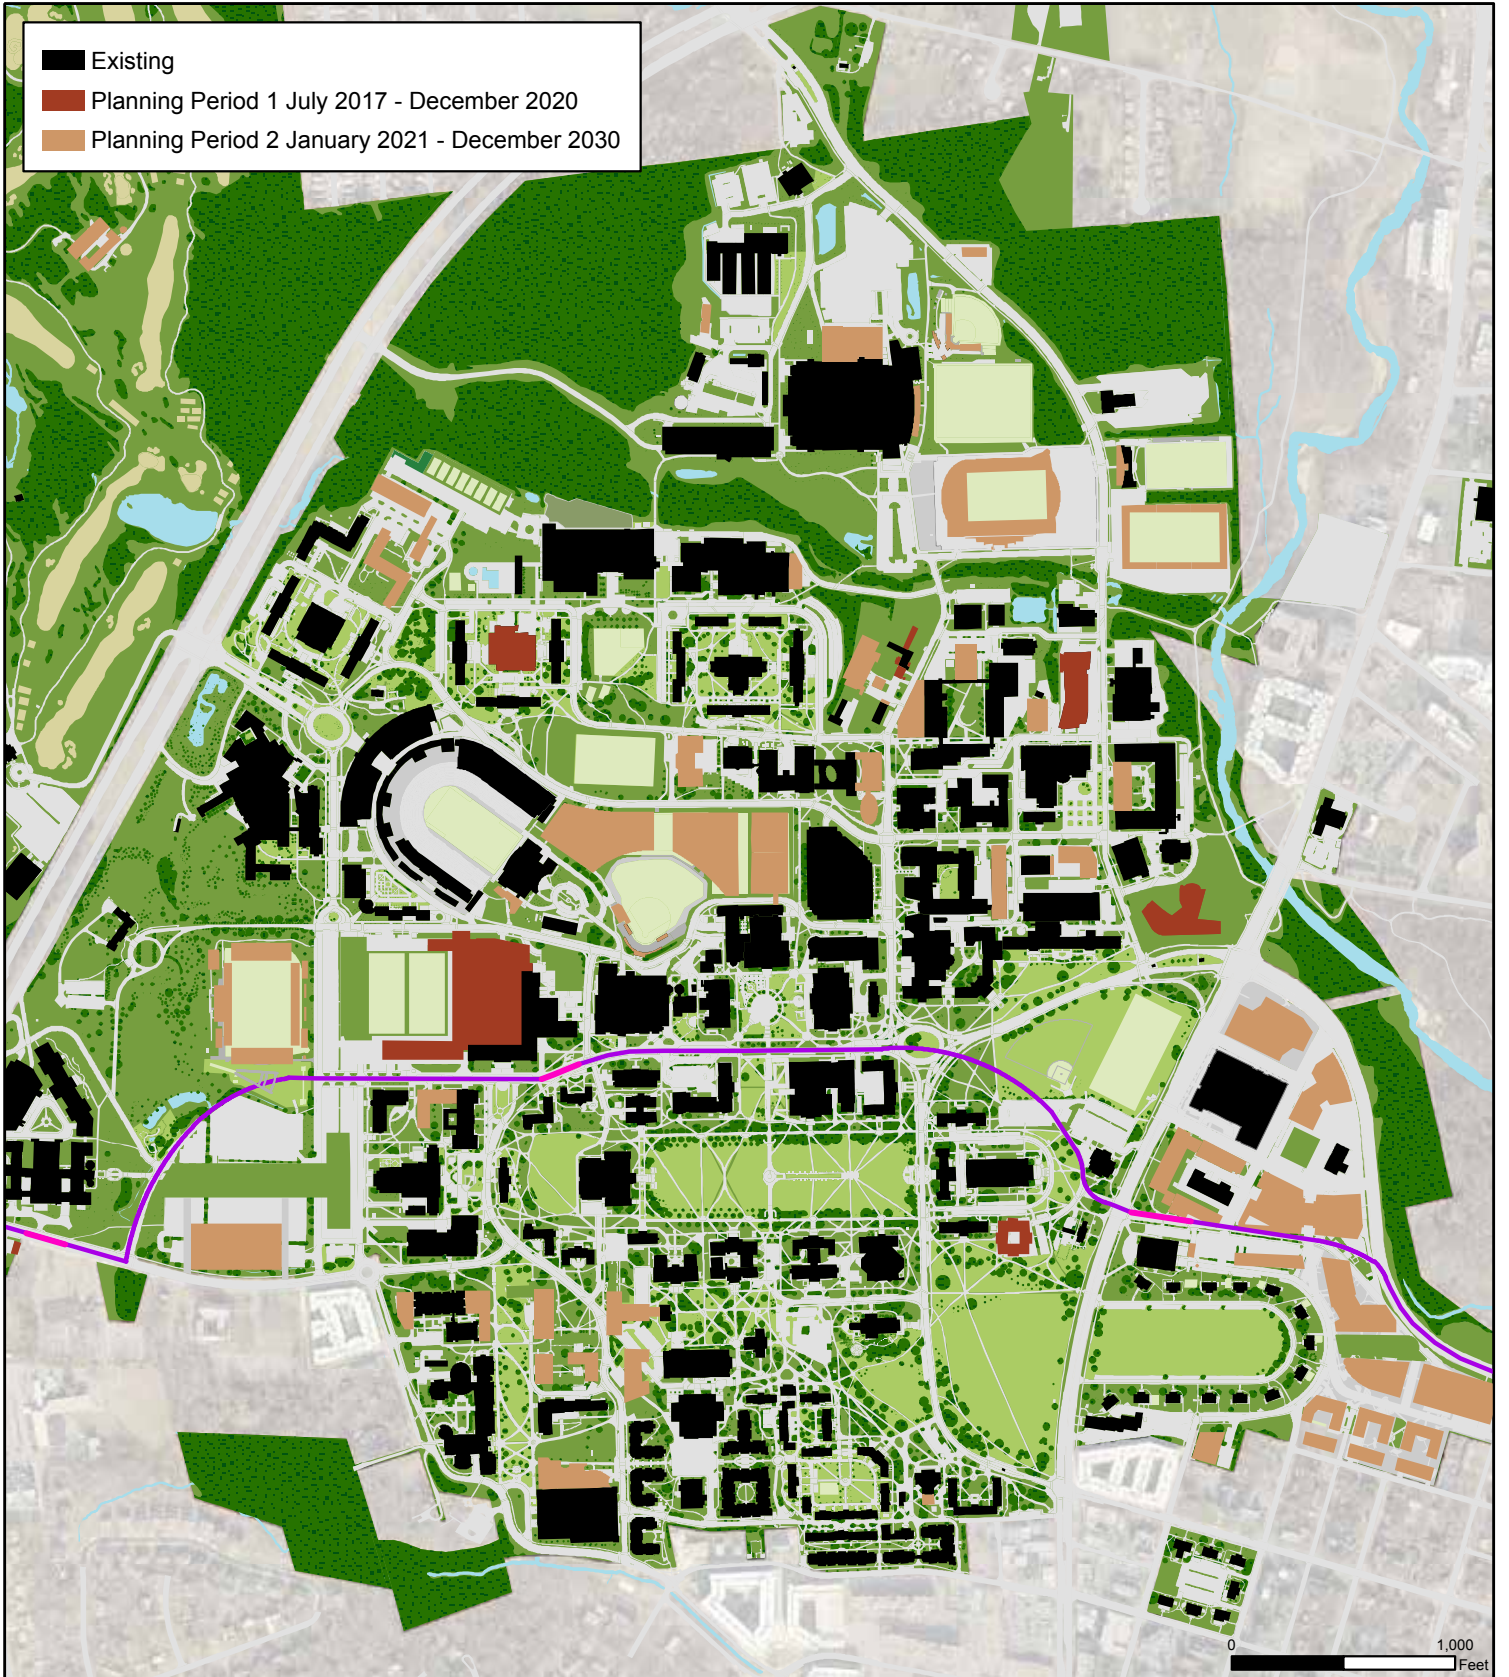 Existing
Planning Period 1 July 2017 - December 2020
Planning Period 2 January 2021 - December 2030
0 1,000
Feet